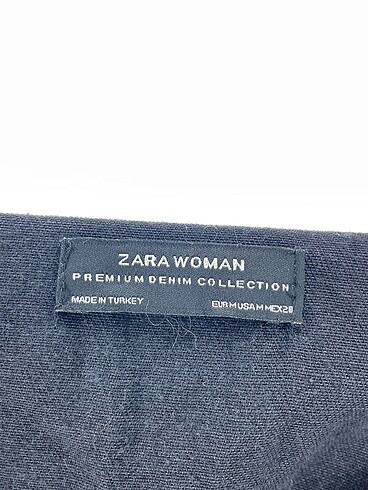 ZARA WOMAN
PREMIUM DENIM COLLECTION
MADE IN TURKEY EUR M USA M MEX 28